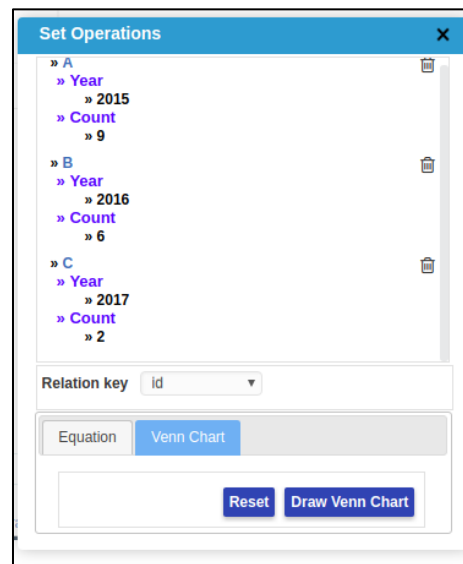 Set Operations ×
» A
» Year
» 2015
» Count
» 9
» B
» Year
» 2016
» Count
» 6
» C
» Year
» 2017
» Count
» 2
Relation key id
Equation Venn Chart
Reset Draw Venn Chart